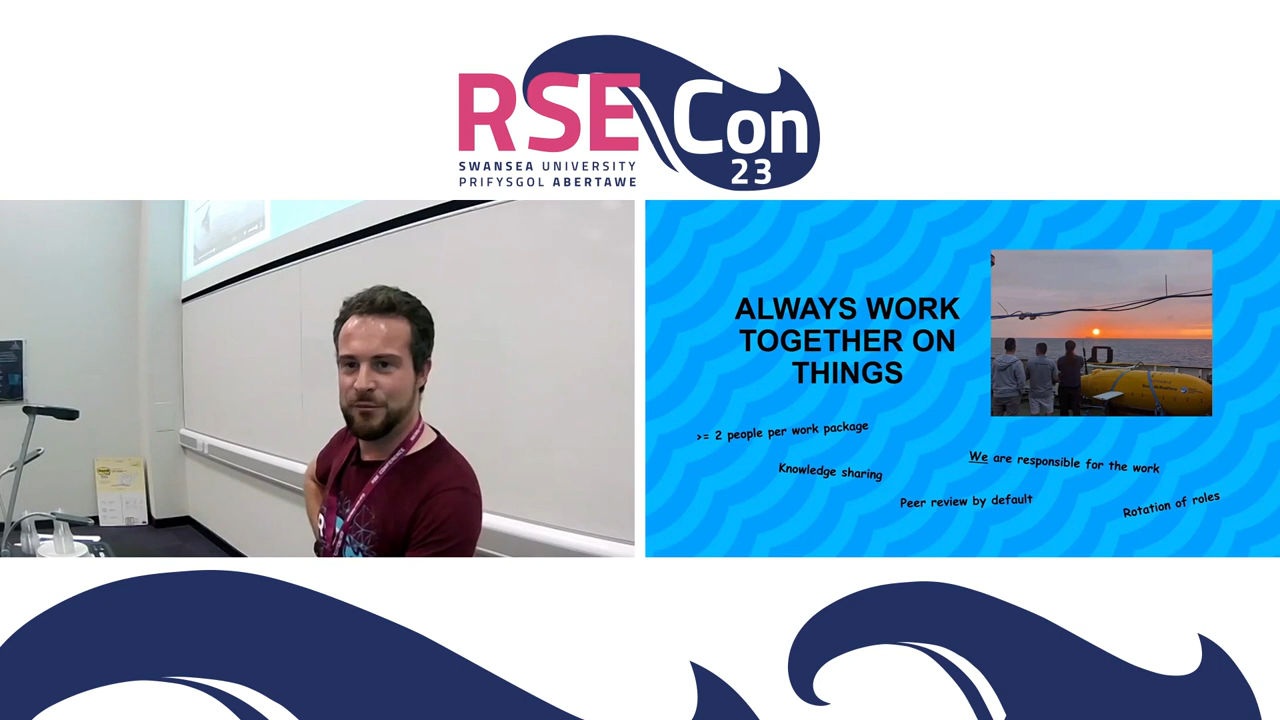 RSE Con
SWANSEA UNIVERSITY
PRIFYSGOL ABERTAWE
23
ALWAYS WORK
TOGETHER ON
THINGS
>= 2 people per work package
We are responsible for the work
Knowledge sharing
Peer review by default
Rotation of roles